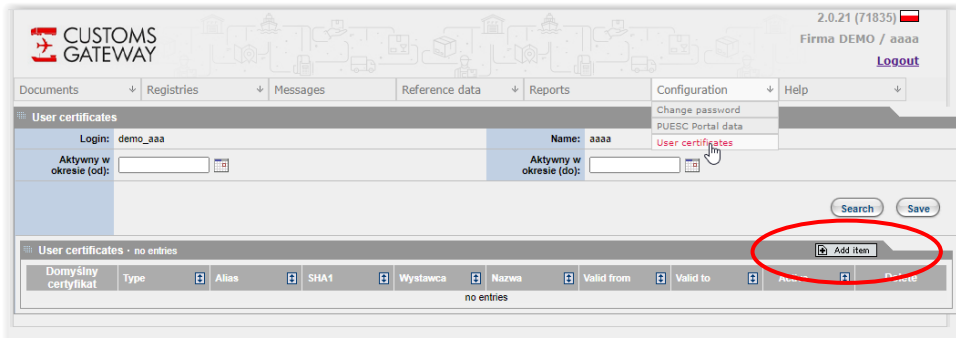 2.0.21 (71835)
CUSTOMS
GATEWAY
Firma DEMO / aaaa
Logout
Documents Registries Messages Reference data Reports Configuration Help
Change password
PUESC Portal data
User certificates
User certificates
Login: demo_aaa Name: aaaa
Aktywny w
okresie (od):
Aktywny w
okresie (do):
Search Save
User certificates · no entries Add item
Domyślny
certyfikat
Type Alias SHA1 Wystawca Nazwa Valid from Valid to Delete
no entries